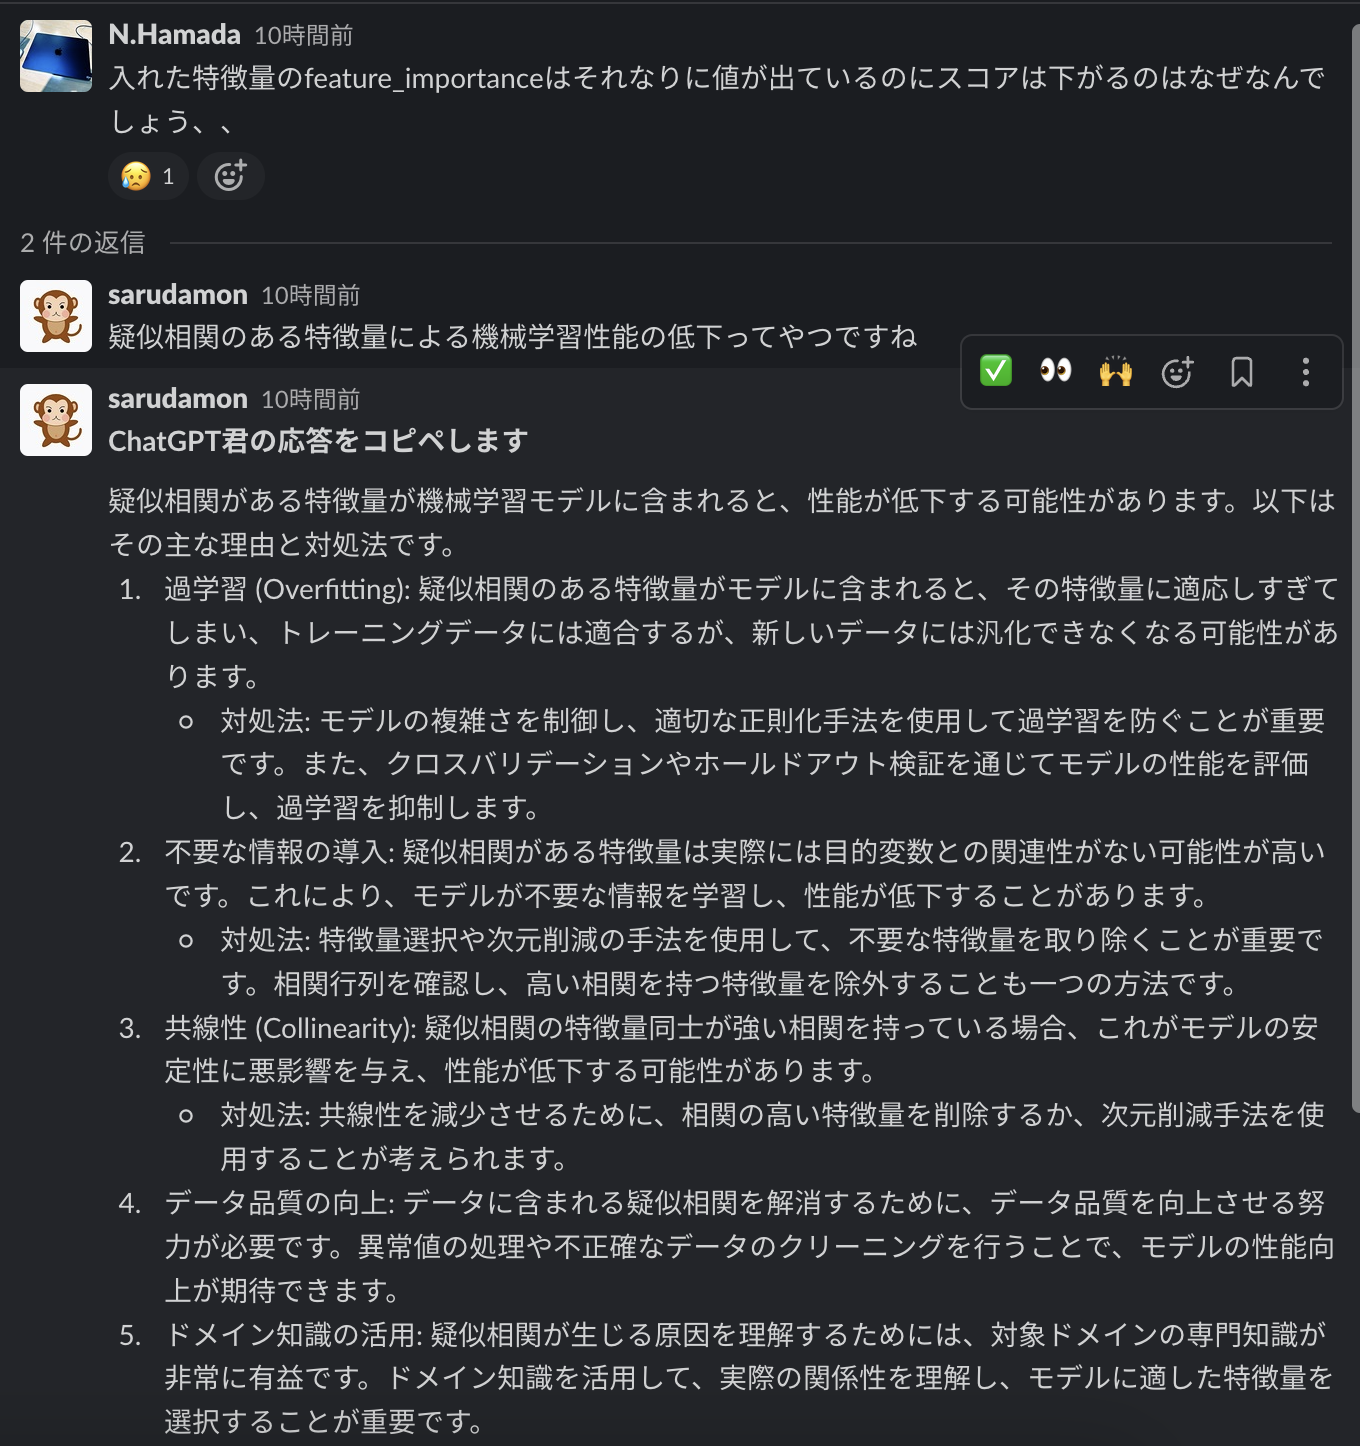 N.Hamada 10時間前
入れた特徴量のfeature_importanceはそれなりに値が出ているのにスコアは下がるのはなぜなんで
しょう、、
1
2 件の返信
sarudamon 10時間前
疑似相関のある特徴量による機械学習性能の低下ってやつですね
sarudamon 10時間前
ChatGPT君の応答をコピペします
疑似相関がある特徴量が機械学習モデルに含まれると、性能が低下する可能性があります。以下は
その主な理由と対処法です。
1. 過学習 (Overfitting): 疑似相関のある特徴量がモデルに含まれると、その特徴量に適応しすぎて
しまい、トレーニングデータには適合するが、新しいデータには汎化できなくなる可能性があ
ります。
対処法: モデルの複雑さを制御し、適切な正則化手法を使用して過学習を防ぐことが重要
です。また、クロスバリデーションやホールドアウト検証を通じてモデルの性能を評価
し、過学習を抑制します。
2. 不要な情報の導入: 疑似相関がある特徴量は実際には目的変数との関連性がない可能性が高い
です。これにより、モデルが不要な情報を学習し、性能が低下することがあります。
対処法: 特徴量選択や次元削減の手法を使用して、不要な特徴量を取り除くことが重要で
す。相関行列を確認し、高い相関を持つ特徴量を除外することも一つの方法です。
3. 共線性 (Collinearity): 疑似相関の特徴量同士が強い相関を持っている場合、これがモデルの安
定性に悪影響を与え、性能が低下する可能性があります。
対処法: 共線性を減少させるために、相関の高い特徴量を削除するか、次元削減手法を使
用することが考えられます。
4. データ品質の向上: データに含まれる疑似相関を解消するために、データ品質を向上させる努
力が必要です。異常値の処理や不正確なデータのクリーニングを行うことで、モデルの性能向
上が期待できます。
5. ドメイン知識の活用: 疑似相関が生じる原因を理解するためには、対象ドメインの専門知識が
非常に有益です。ドメイン知識を活用して、実際の関係性を理解し、モデルに適した特徴量を
選択することが重要です。